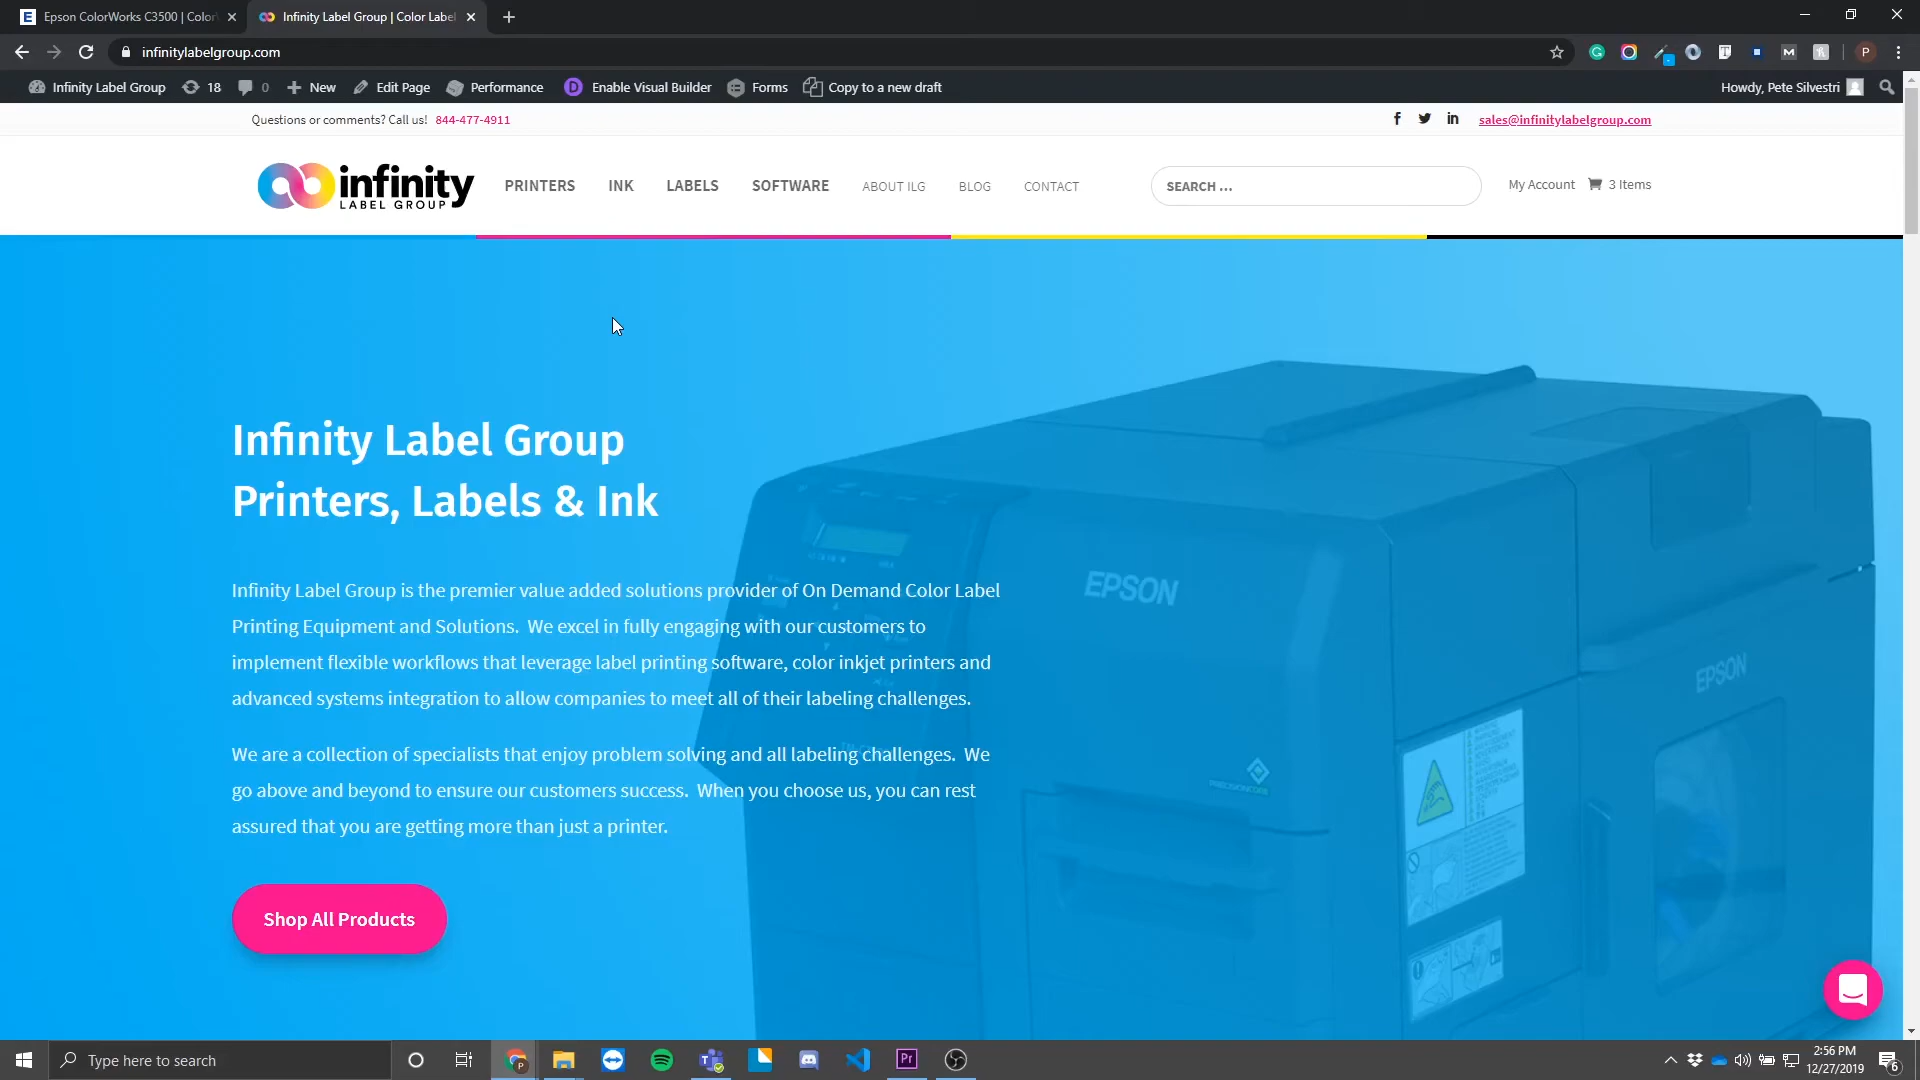 Epson ColorWorks C3500 | Color
Infinity Label Group | Color Label
infinitylabelgroup.com
Infinity Label Group 18 0 New Edit Page Performance Enable Visual Builder Forms Copy to a new draft Howdy, Pete Silvestri
Questions or comments? Call us! 844-477-4911 sales@infinitylabelgroup.com
infinity
LABEL GROUP
PRINTERS INK LABELS SOFTWARE ABOUT ILG BLOG CONTACT SEARCH ... My Account 3 Items
Infinity Label Group
Printers, Labels & Ink
Infinity Label Group is the premier value added solutions provider of On Demand Color Label
Printing Equipment and Solutions. We excel in fully engaging with our customers to
implement flexible workflows that leverage label printing software, color inkjet printers and
advanced systems integration to allow companies to meet all of their labeling challenges.
We are a collection of specialists that enjoy problem solving and all labeling challenges. We
go above and beyond to ensure our customers success. When you choose us, you can rest
assured that you are getting more than just a printer.
Shop All Products
EPSON
EPSON
PRECISIONCORE
Type here to search
Pr
2:56 PM
12/27/2019
6